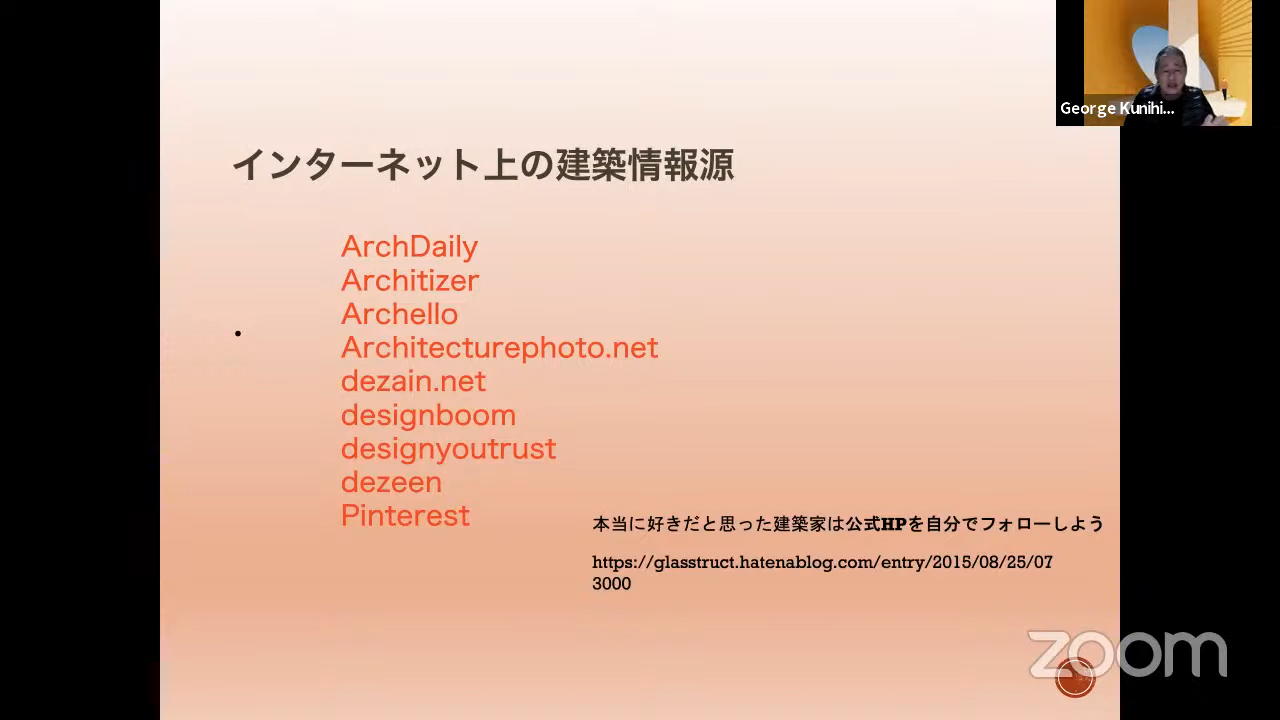 George Kunihi...
インターネット上の建築情報源
ArchDaily
Architizer
Archello
Architecturephoto.net
dezain.net
designboom
designyoutrust
dezeen
Pinterest
本当に好きだと思った建築家は公式HPを自分でフォローしよう
https://glasstruct.hatenablog.com/entry/2015/08/25/07
3000
zoom